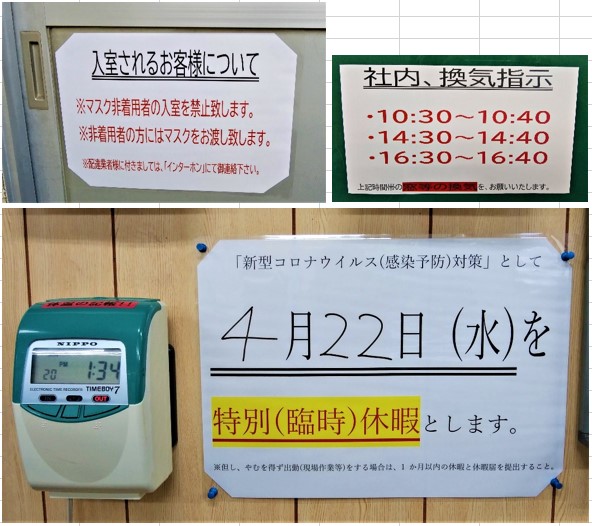 入室されるお客様について
※マスク非着用者の入室を禁止致します。
※非着用者の方にはマスクをお渡し致します。
※配達業者様に付きましては、「インターホン」にて御連絡下さい。
社内、換気指示
・10:30～10:40
・14:30～14:40
・16:30～16:40
上記時間帯の窓等の換気を、お願いいたします。
「新型コロナウイルス(感染予防)対策」として
4月22日（水）を
特別(臨時)休暇とします。
※但し、やむを得ず出勤(現場作業等)をする場合は、1か月以内の休暇と休暇届を提出すること。
体温の記載!!
NIPPO
PM
20 1:34
ELECTRONIC TIME RECORDER TIMEBOY 7
OUT